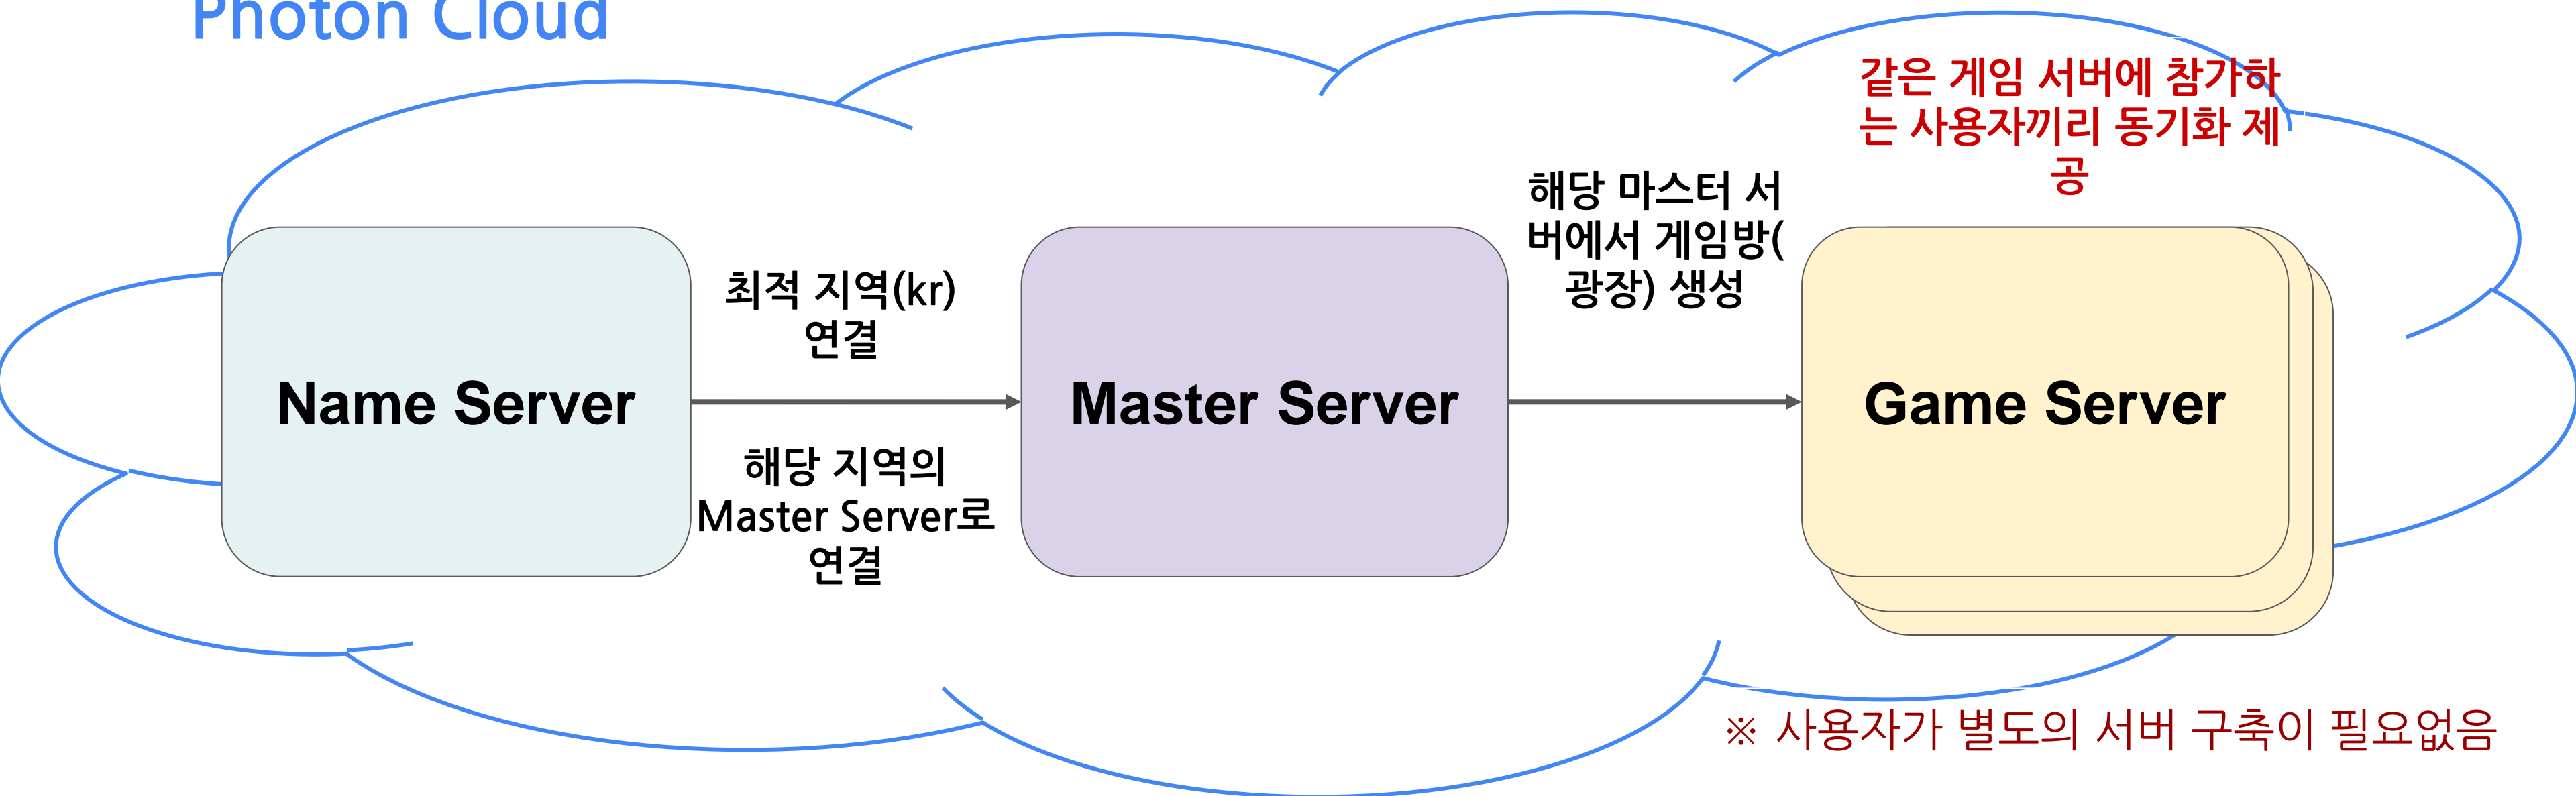 Photon Cloud
같은 게임 서버에 참가하
는 사용자끼리 동기화 제
공
해당 마스터 서
버에서 게임방(
광장) 생성
최적 지역(kr)
연결
Name Server
Master Server
Game Server
해당 지역의
Master Server로
연결
※ 사용자가 별도의 서버 구축이 필요없음